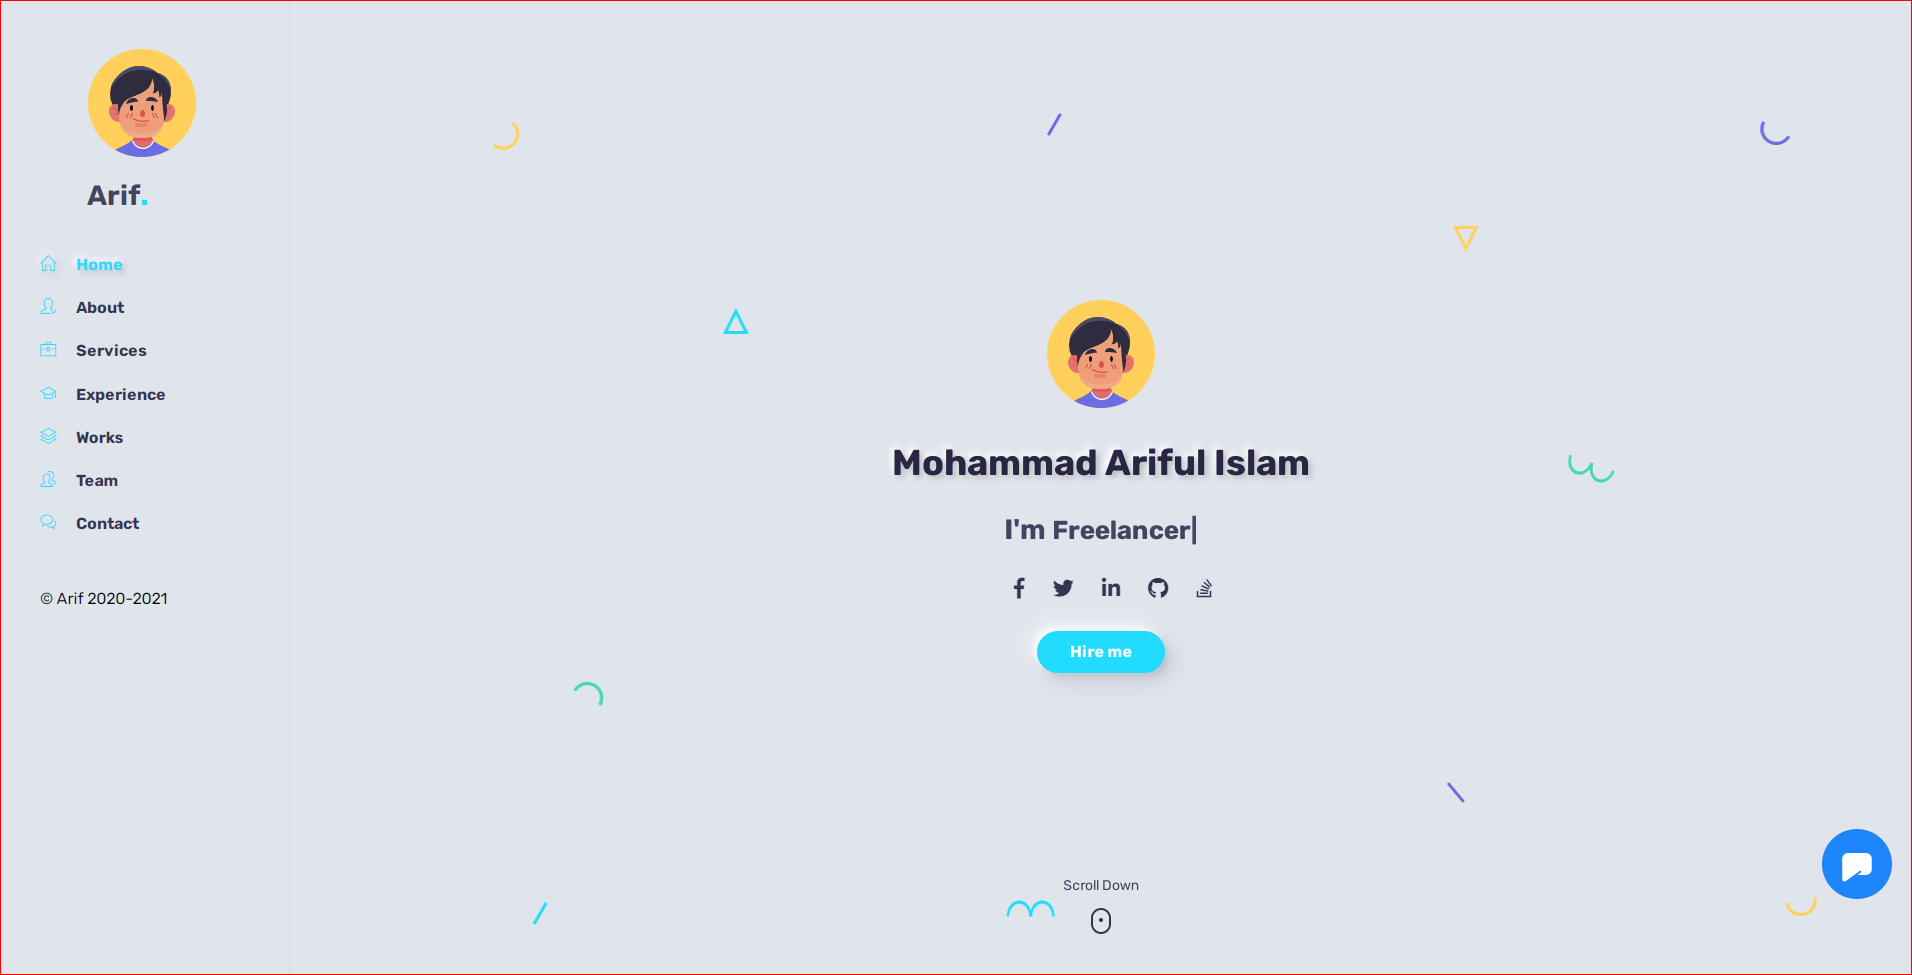 Arif.
Home
About
Services
Experience
Works
Team
Contact
© Arif 2020-2021
Mohammad Ariful Islam
I'm Freelancer|
Hire me
Scroll Down